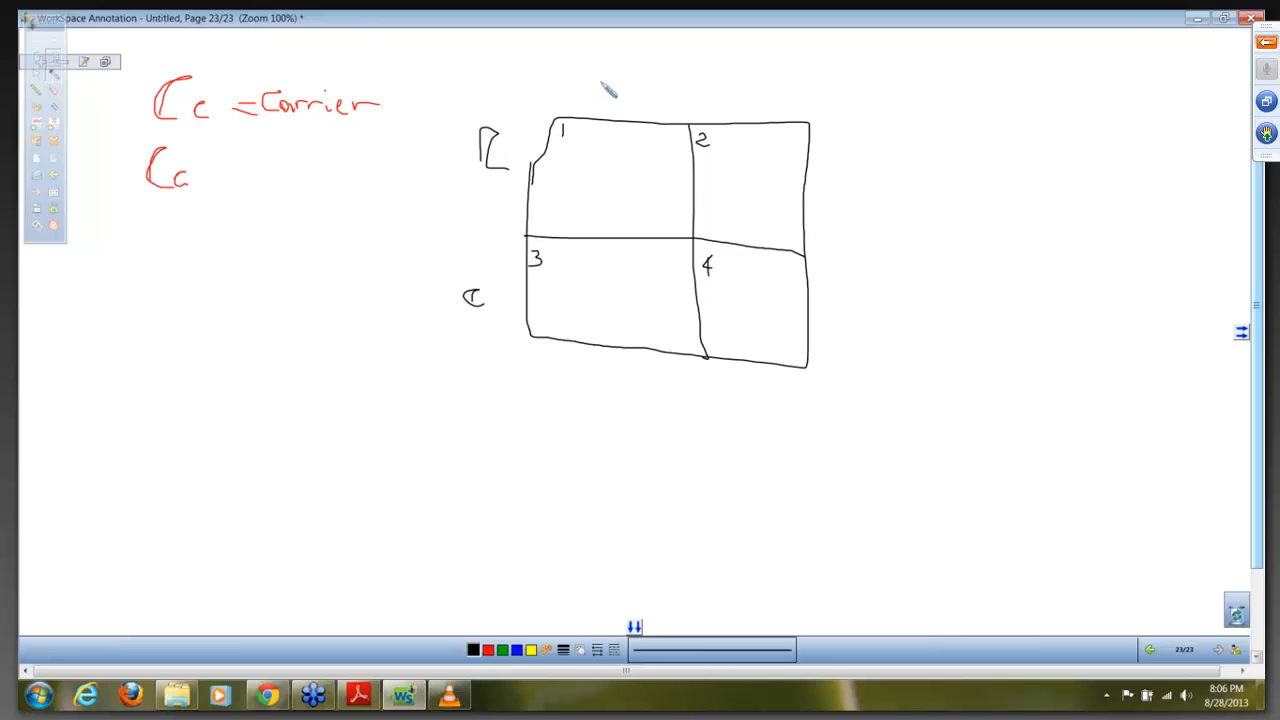 WorkSpace Annotation - Untitled, Page 23/23 (Zoom 100%) *
Cc = Carrier
Cc
1
2
C
3
4
c
23/23
8:06 PM
8/28/2013